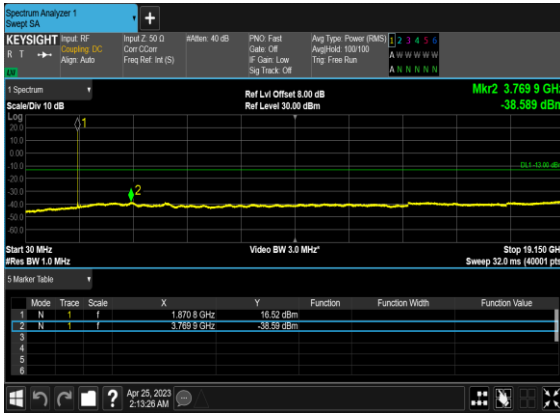 Spectrum Analyzer 1
Swept SA
+
KEYSIGHT Input: RF Input Z: 50 Ω #Atten: 40 dB PNO: Fast Avg Type: Power (RMS) 1 2 3 4 5 6
R T Coupling: DC Corr CCorr Gate: Off Avg|Hold: 100/100 A W W W W W
Align: Auto Freq Ref: Int (S) IF Gain: Low Trig: Free Run
Sig Track: Off A N N N N N
1 Spectrum
Ref Lvl Offset 8.00 dB Mkr2 3.769 9 GHz
Scale/Div 10 dB Ref Level 30.00 dBm -38.589 dBm
Log
20.0
10.0
0.00
-10.0
-20.0
-30.0
-40.0
-50.0
-60.0
1
DL1 -13.00 dBm
2
Start 30 MHz Video BW 3.0 MHz* Stop 19.150 GH
#Res BW 1.0 MHz Sweep 32.0 ms (40001 pts
5 Marker Table
Mode Trace Scale X Y Function Function Width Function Value
1 N 1 f 1.870 8 GHz 16.52 dBm
2 N 1 f 3.769 9 GHz -38.59 dBm
3
4
5
6
? Apr 25, 2023
2:13:26 AM